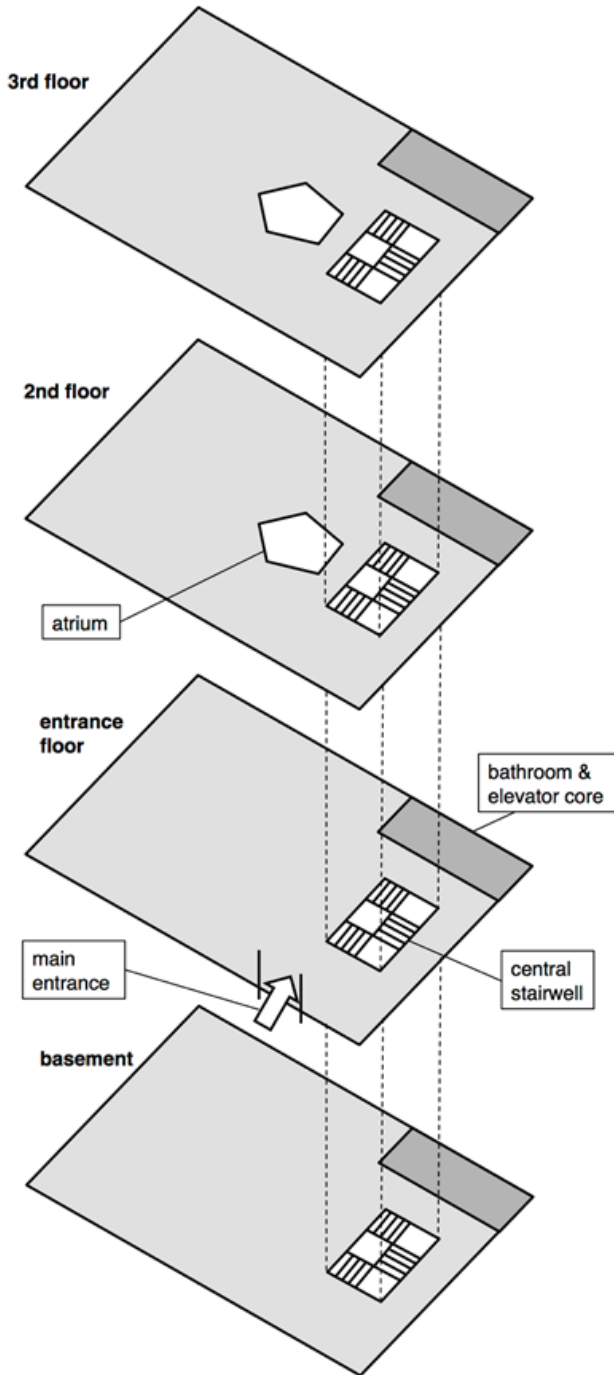 3rd floor
2nd floor
atrium
entrance
floor
bathroom &
elevator core
main
entrance
central
stairwell
basement